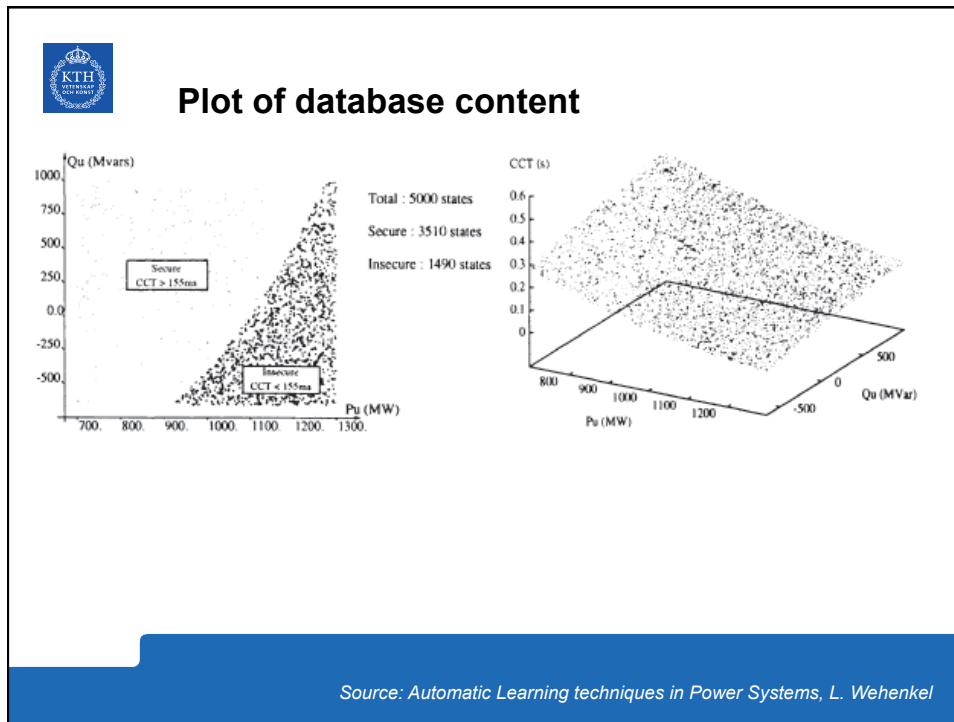 KTH
VETENSKAP
OCH KONST
Plot of database content
Qu (Mvars)
1000.
750.
500.
250
0.0
-250
-500.
Secure
CCT > 155ms
Insecure
CCT < 155ms
Pu (MW)
700.
800.
900.
1000.
1100.
1200.
1300.
Total : 5000 states
Secure : 3510 states
Insecure : 1490 states
CCT (s)
0.6
0.5
0.4
0.3
0.2
0.1
0
800
900
1000
1100
1200
Pu (MW)
-500
0
500
Qu (MVar)
Source: Automatic Learning techniques in Power Systems, L. Wehenkel